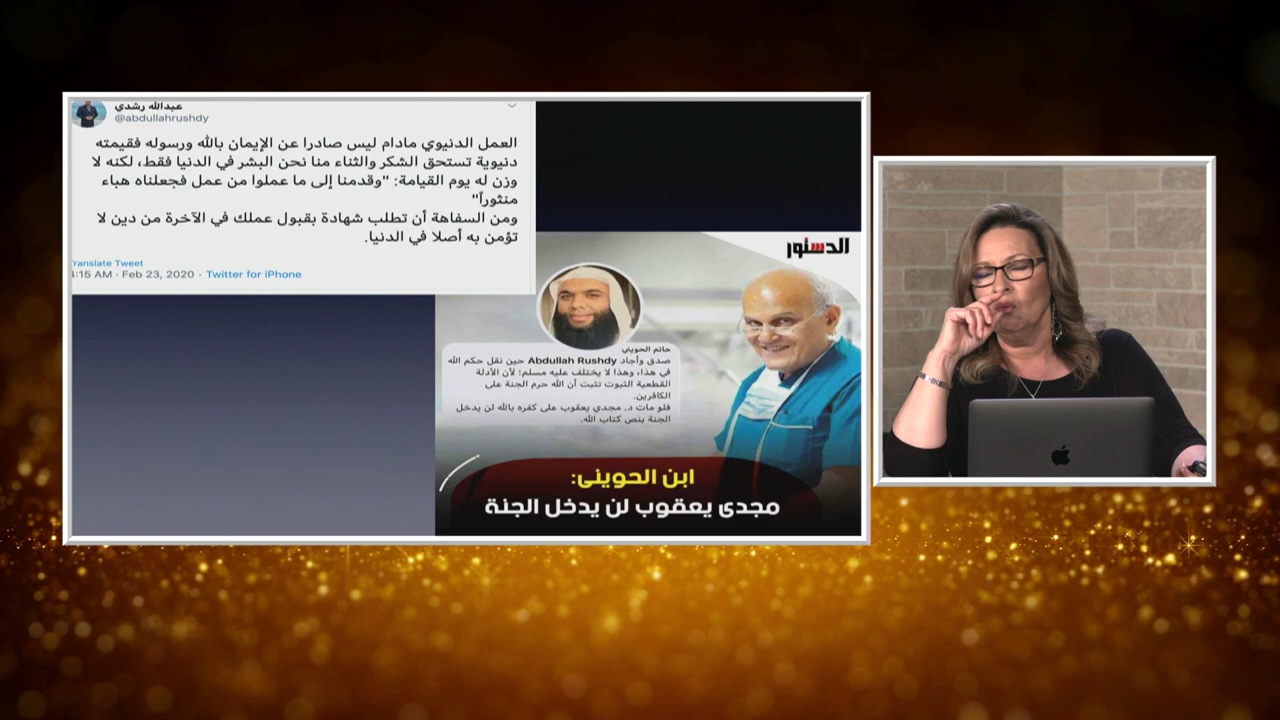 عبدالله رشدي
@abdullahrushdy
العمل الدنيوي مادام ليس صادرا عن الإيمان بالله ورسوله فقيمته
دنيوية تستحق الشكر والثناء منا نحن البشر في الدنيا فقط، لكنه لا
وزن له يوم القيامة: "وقدمنا إلى ما عملوا من عمل فجعلناه هباء
منثوراً"
ومن السفاهة أن تطلب شهادة بقبول عملك في الآخرة من دين لا
تؤمن به أصلا في الدنيا.
Translate Tweet
:15 AM · Feb 23, 2020 · Twitter for iPhone
الدستور
حاتم الحويني
صدق وأجاد Abdullah Rushdy حين نقل حكم الله
في هذا، وهذا لا يختلف عليه مسلم؛ لأن الأدلة
القطعية الثبوت تثبت أن الله حرم الجنة على
الكافرين.
فلو مات د. مجدي يعقوب على كفره بالله لن يدخل
الجنة بنص كتاب الله.
ابن الحوينى:
مجدى يعقوب لن يدخل الجنة